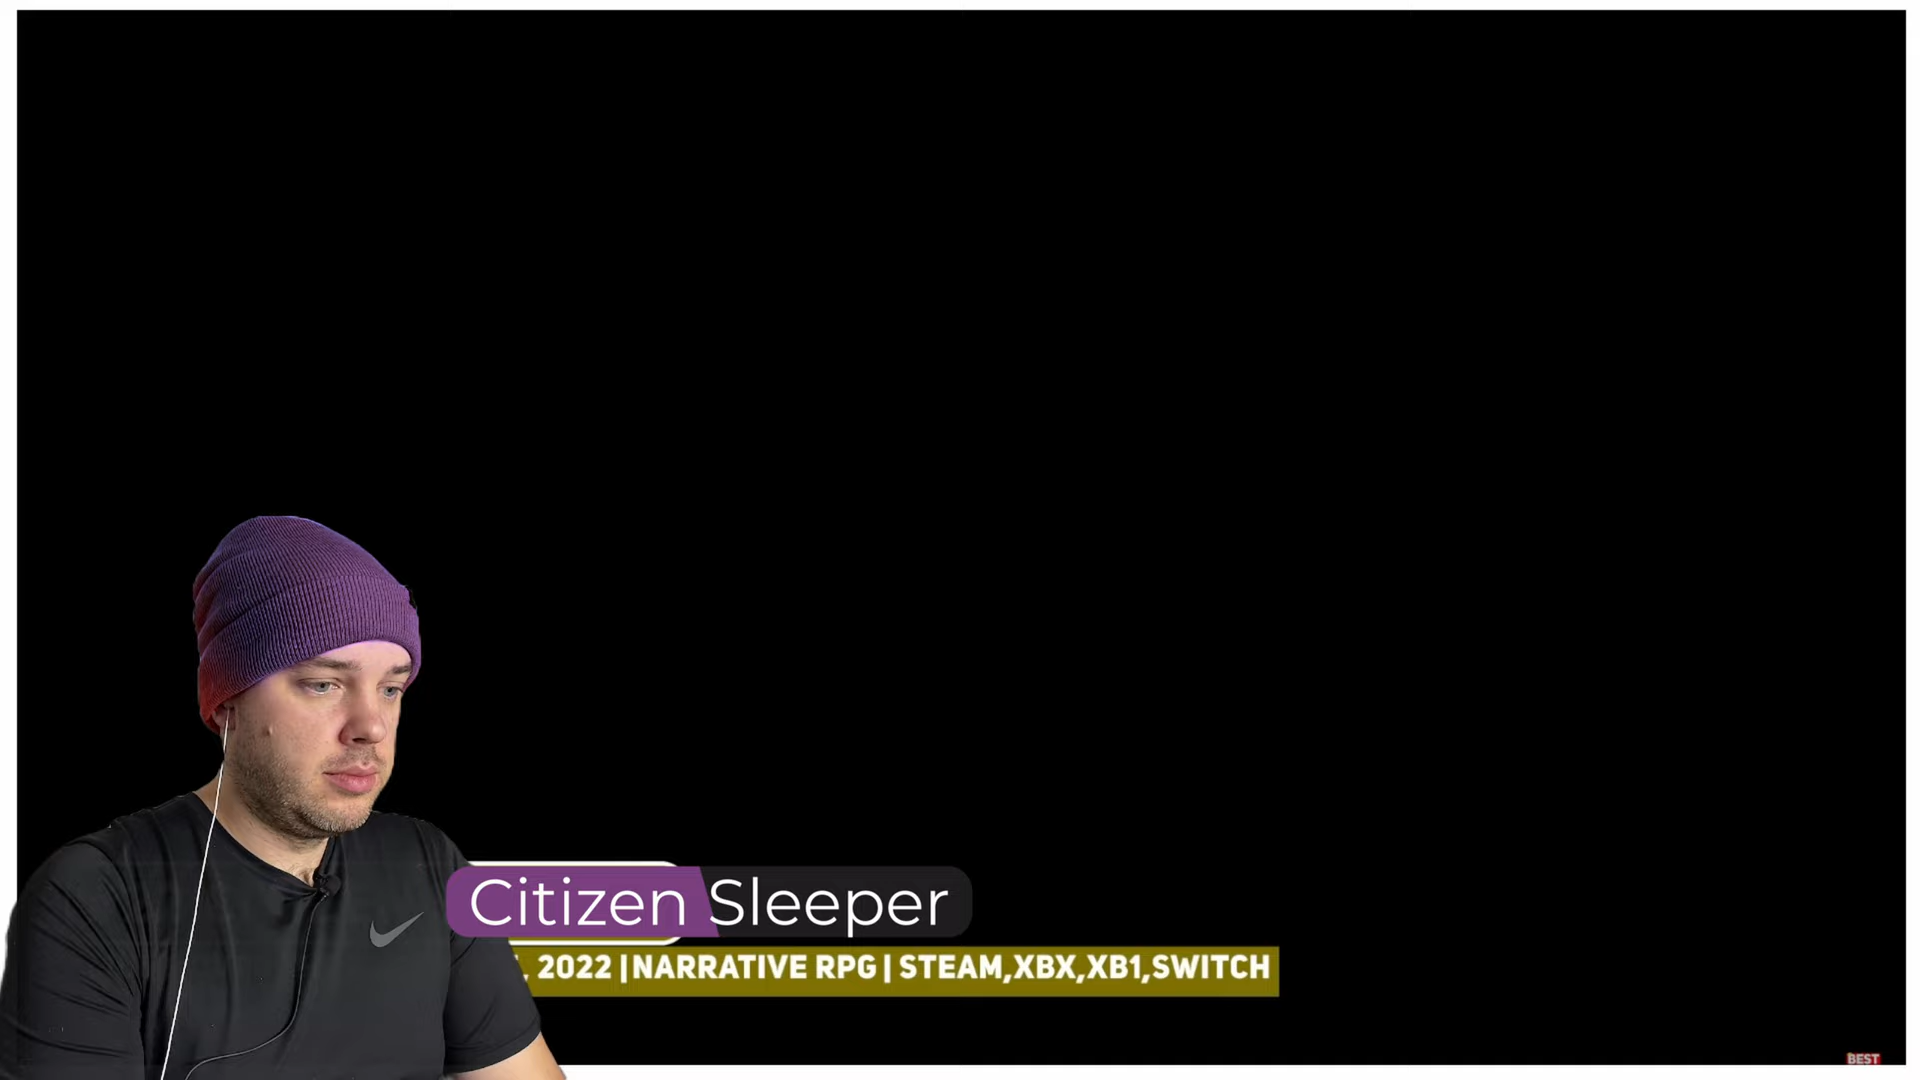 Citizen Sleeper
, 2022 | NARRATIVE RPG | STEAM,XBX,XB1,SWITCH
BEST